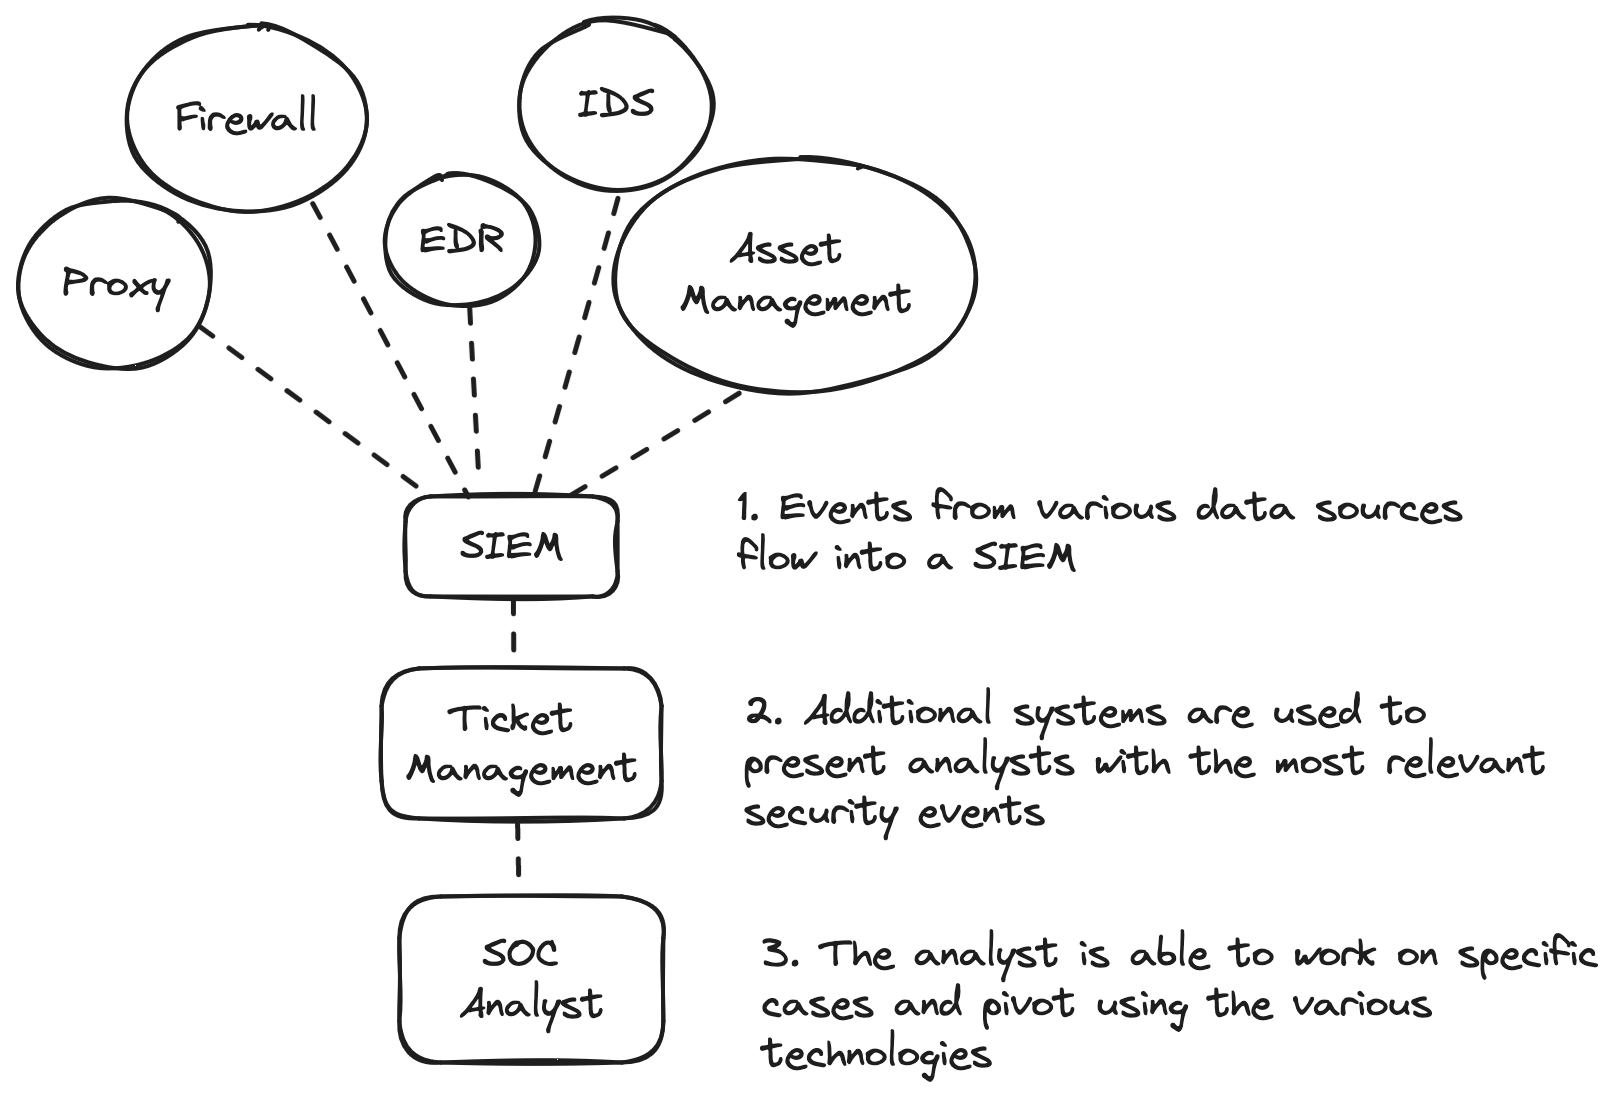 Firewall
IDS
Proxy
EDR
Asset
Management
SIEM
1. Events from various data sources
flow into a SIEM
Ticket
Management
2. Additional systems are used to
present analysts with the most relevant
security events
SOC
Analyst
3. The analyst is able to work on specific
cases and pivot using the various
technologies